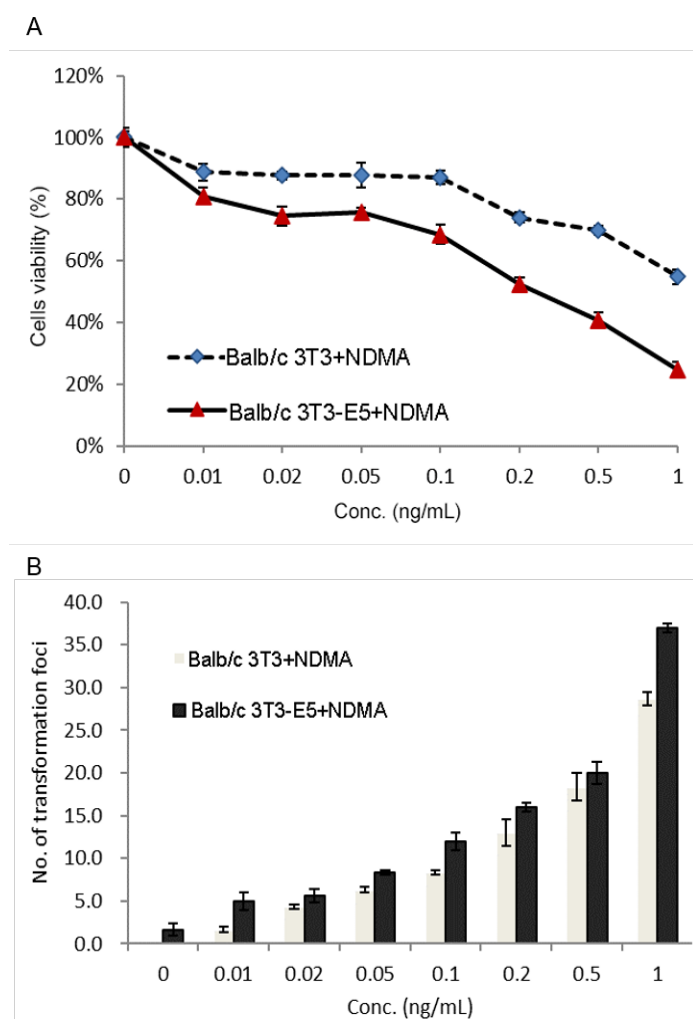 A
120%
100%
80%
60%
40%
20%
0%
Cells viability (%)
Balb/c 3T3+NDMA
Balb/c 3T3-E5+NDMA
0 0.01 0.02 0.05 0.1 0.2 0.5 1
Conc. (ng/mL)
B
40.0
35.0
30.0
25.0
20.0
15.0
10.0
5.0
0.0
No. of transformation foci
Balb/c 3T3+NDMA
Balb/c 3T3-E5+NDMA
0 0.01 0.02 0.05 0.1 0.2 0.5 1
Conc. (ng/mL)